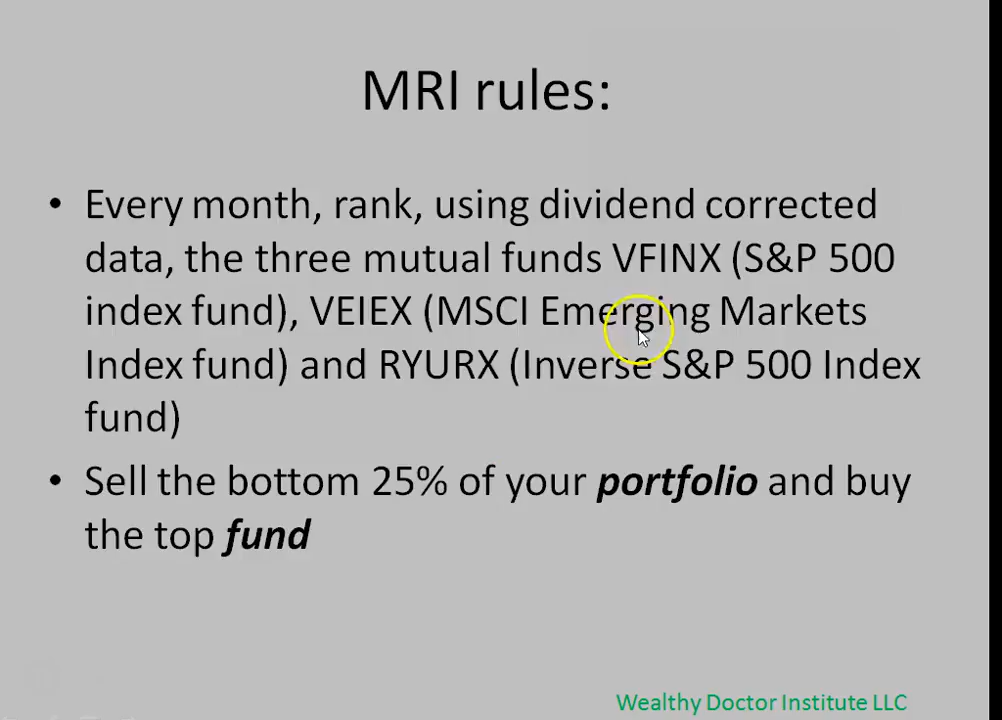 MRI rules:
• Every month, rank, using dividend corrected
data, the three mutual funds VFINX (S&P 500
index fund), VEIEX (MSCI Emerging Markets
Index fund) and RYURX (Inverse S&P 500 Index
fund)
• Sell the bottom 25% of your portfolio and buy
the top fund
Wealthy Doctor Institute LLC